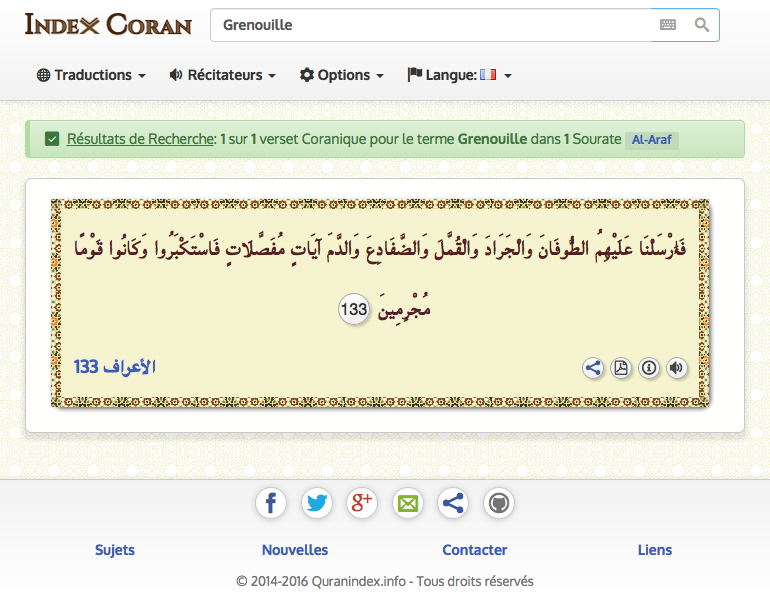 INDEX CORAN
Grenouille
Traductions
Récitateurs
Options
Langue:
Résultats de Recherche: 1 sur 1 verset Coranique pour le terme Grenouille dans 1 Sourate Al-Araf
فَأَرْسَلْنَا عَلَيْهِمُ الطُّوفَانَ وَالْجَرَادَ وَالْقُمَّلَ وَالضَّفَادِعَ وَالدَّمَ آيَاتٍ مُفَصَّلَاتٍ فَاسْتَكْبَرُوا وَكَانُوا قَوْمًا
مُجْرِمِينَ 133
الأعراف 133
Sujets
Nouvelles
Contacter
Liens
© 2014-2016 Quranindex.info - Tous droits réservés